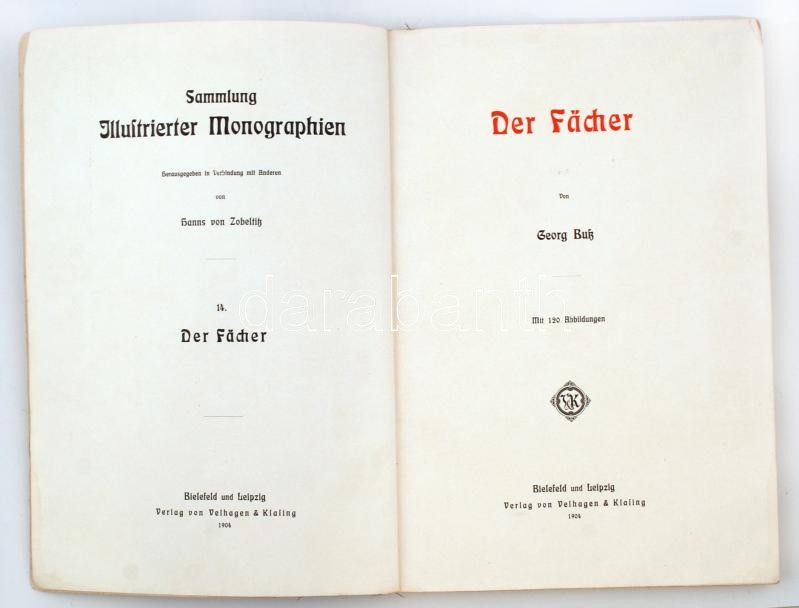 Sammlung
Illuſtrierter Monographien
Herausgegeben in Verbindung mit Anderen
von
Hanns von Zobeltitz
14.
Der Fächer
Bielefeld und Leipzig
Verlag von Velhagen & Klaſing
1904
Der Fächer
Von
Georg Buß
Mit 120 Abbildungen
VK
Bielefeld und Leipzig
Verlag von Velhagen & Klaſing
1904
darabanth